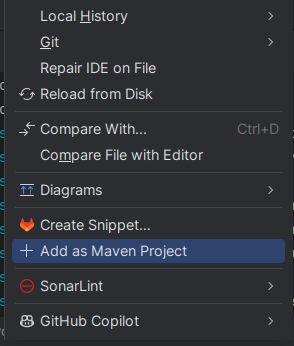 Local History
Git
Repair IDE on File
Reload from Disk
Compare With... Ctrl+D
Compare File with Editor
Diagrams
Create Snippet...
Add as Maven Project
SonarLint
GitHub Copilot